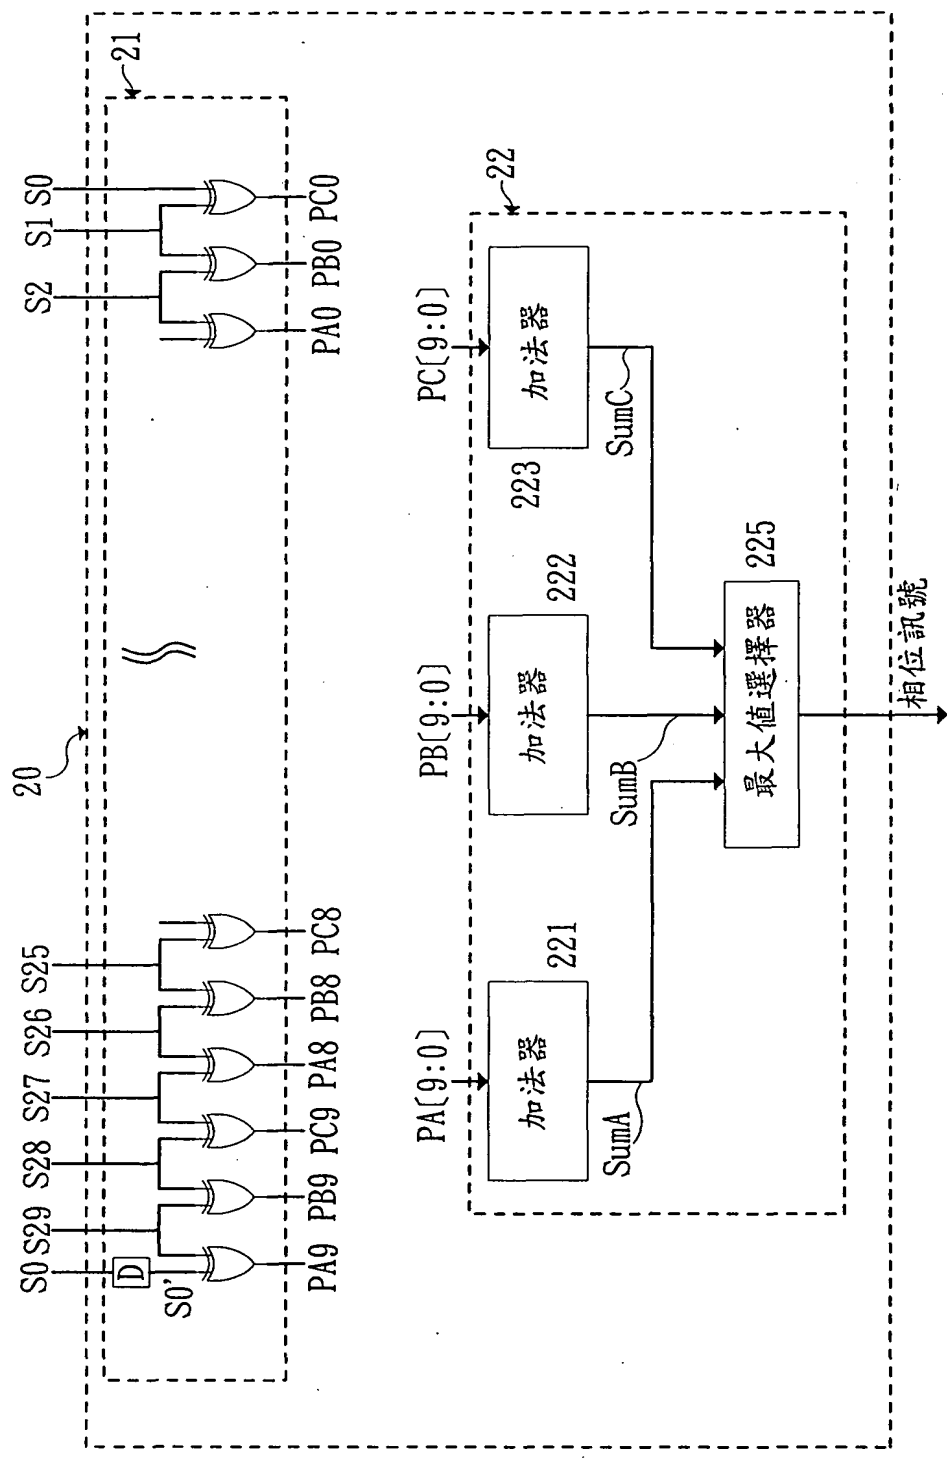 20
21
S0
S29
S28
S27
S26
S25
S2
S1
S0
D
S0'
PA9
PB9
PC9
PA8
PB8
PC8
PA0
PB0
PC0
22
PA[9:0]
PB[9:0]
PC[9:0]
加法器
221
加法器
222
加法器
223
SumA
SumB
SumC
最大值選擇器
225
相位訊號